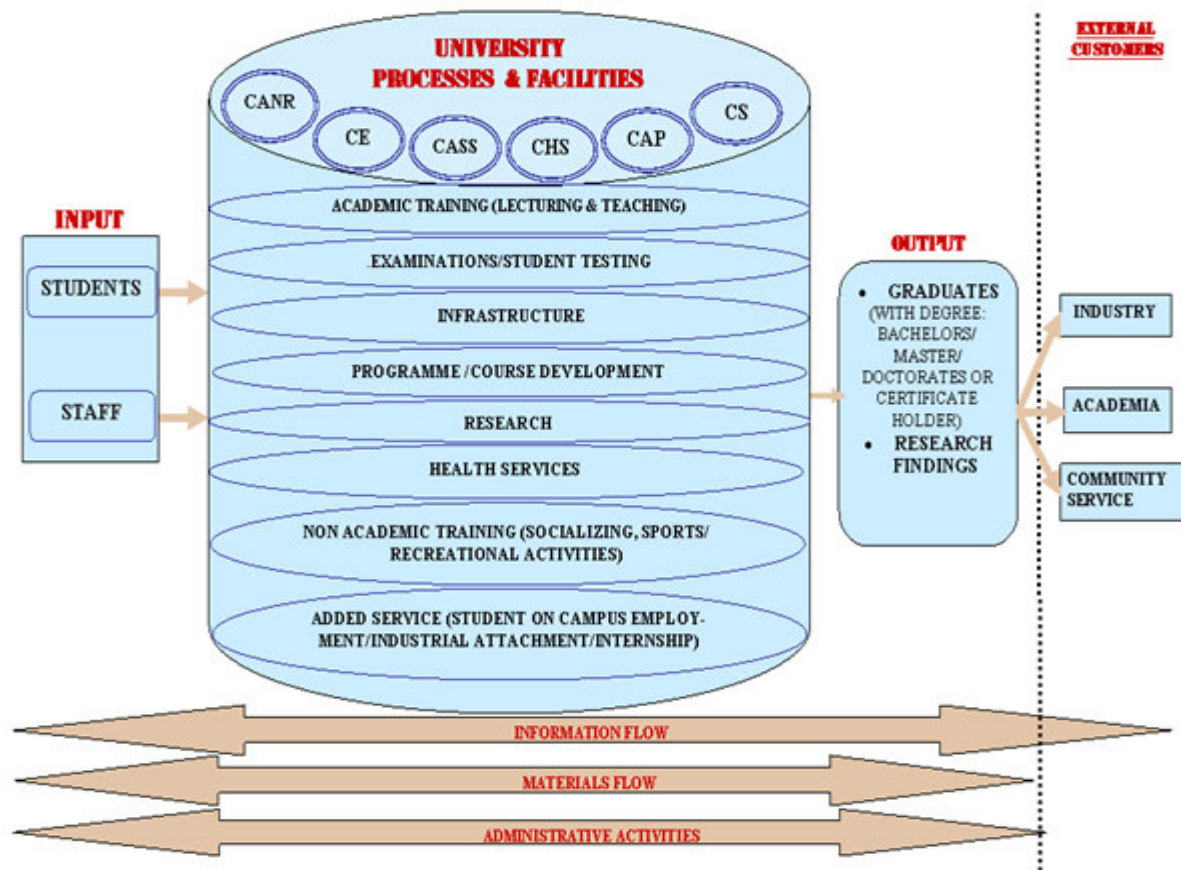 UNIVERSITY
PROCESSES & FACILITIES
EXTERNAL
CUSTOMERS
CANR
CE
CASS
CHS
CAP
CS
INPUT
STUDENTS
STAFF
ACADEMIC TRAINING (LECTURING & TEACHING)
.EXAMINATIONS/STUDENT TESTING
INFRASTRUCTURE
PROGRAMME / COURSE DEVELOPMENT
RESEARCH
HEALTH SERVICES
NON ACADEMIC TRAINING (SOCIALIZING, SPORTS/
RECREATIONAL ACTIVITIES)
ADDED SERVICE (STUDENT ON CAMPUS EMPLOY-
MENT/INDUSTRIAL ATTACHMENT/INTERNSHIP)
OUTPUT
• GRADUATES
(WITH DEGREE:
BACHELORS/
MASTER/
DOCTORATES OR
CERTIFICATE
HOLDER)
• RESEARCH
FINDINGS
INDUSTRY
ACADEMIA
COMMUNITY
SERVICE
INFORMATION FLOW
MATERIALS FLOW
ADMINISTRATIVE ACTIVITIES